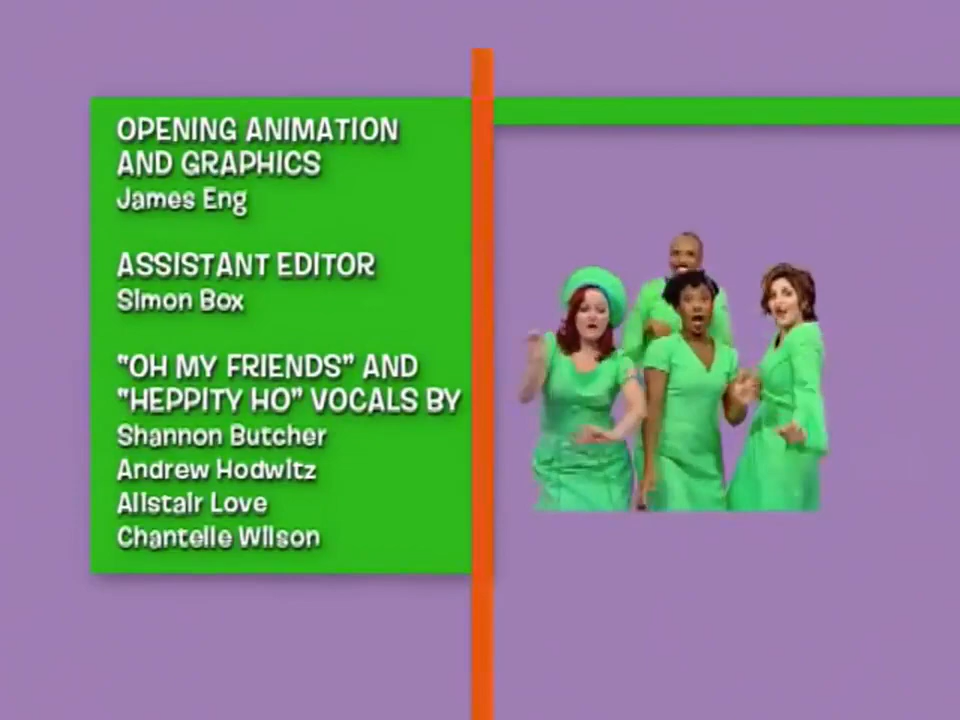 OPENING ANIMATION
AND GRAPHICS
James Eng
ASSISTANT EDITOR
Simon Box
"OH MY FRIENDS" AND
"HEPPITY HO" VOCALS BY
Shannon Butcher
Andrew Hodwitz
Alistair Love
Chantelle Wilson